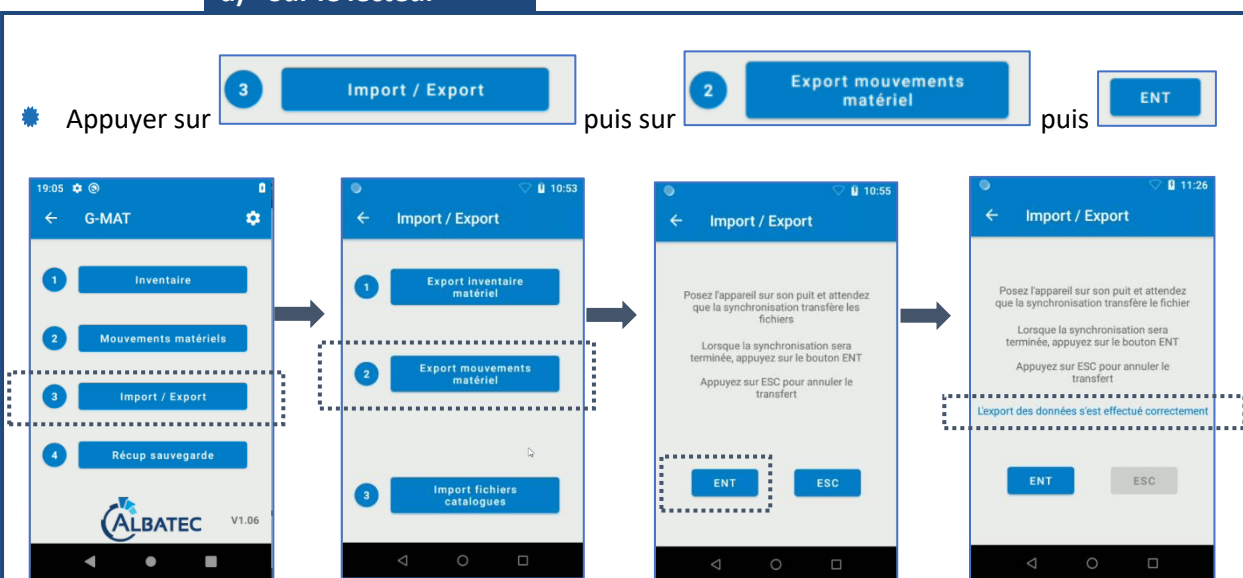 Appuyer sur 3 Import / Export puis sur 2 Export mouvements matériel puis ENT
19:05
G-MAT
1 Inventaire
2 Mouvements matériels
3 Import / Export
4 Récup sauvegarde
ALBATEC V1.06
10:53
Import / Export
1 Export inventaire
matériel
2 Export mouvements
matériel
3 Import fichiers
catalogues
10:55
Import / Export
Posez l'appareil sur son puit et attendez
que la synchronisation transfère les
fichiers
Lorsque la synchronisation sera
terminée, appuyez sur le bouton ENT
Appuyez sur ESC pour annuler le
transfert
ENT ESC
11:26
Import / Export
Posez l'appareil sur son puit et attendez
que la synchronisation transfère le fichier
Lorsque la synchronisation sera
terminée, appuyez sur le bouton ENT
Appuyez sur ESC pour annuler le
transfert
L'export des données s'est effectué correctement
ENT ESC